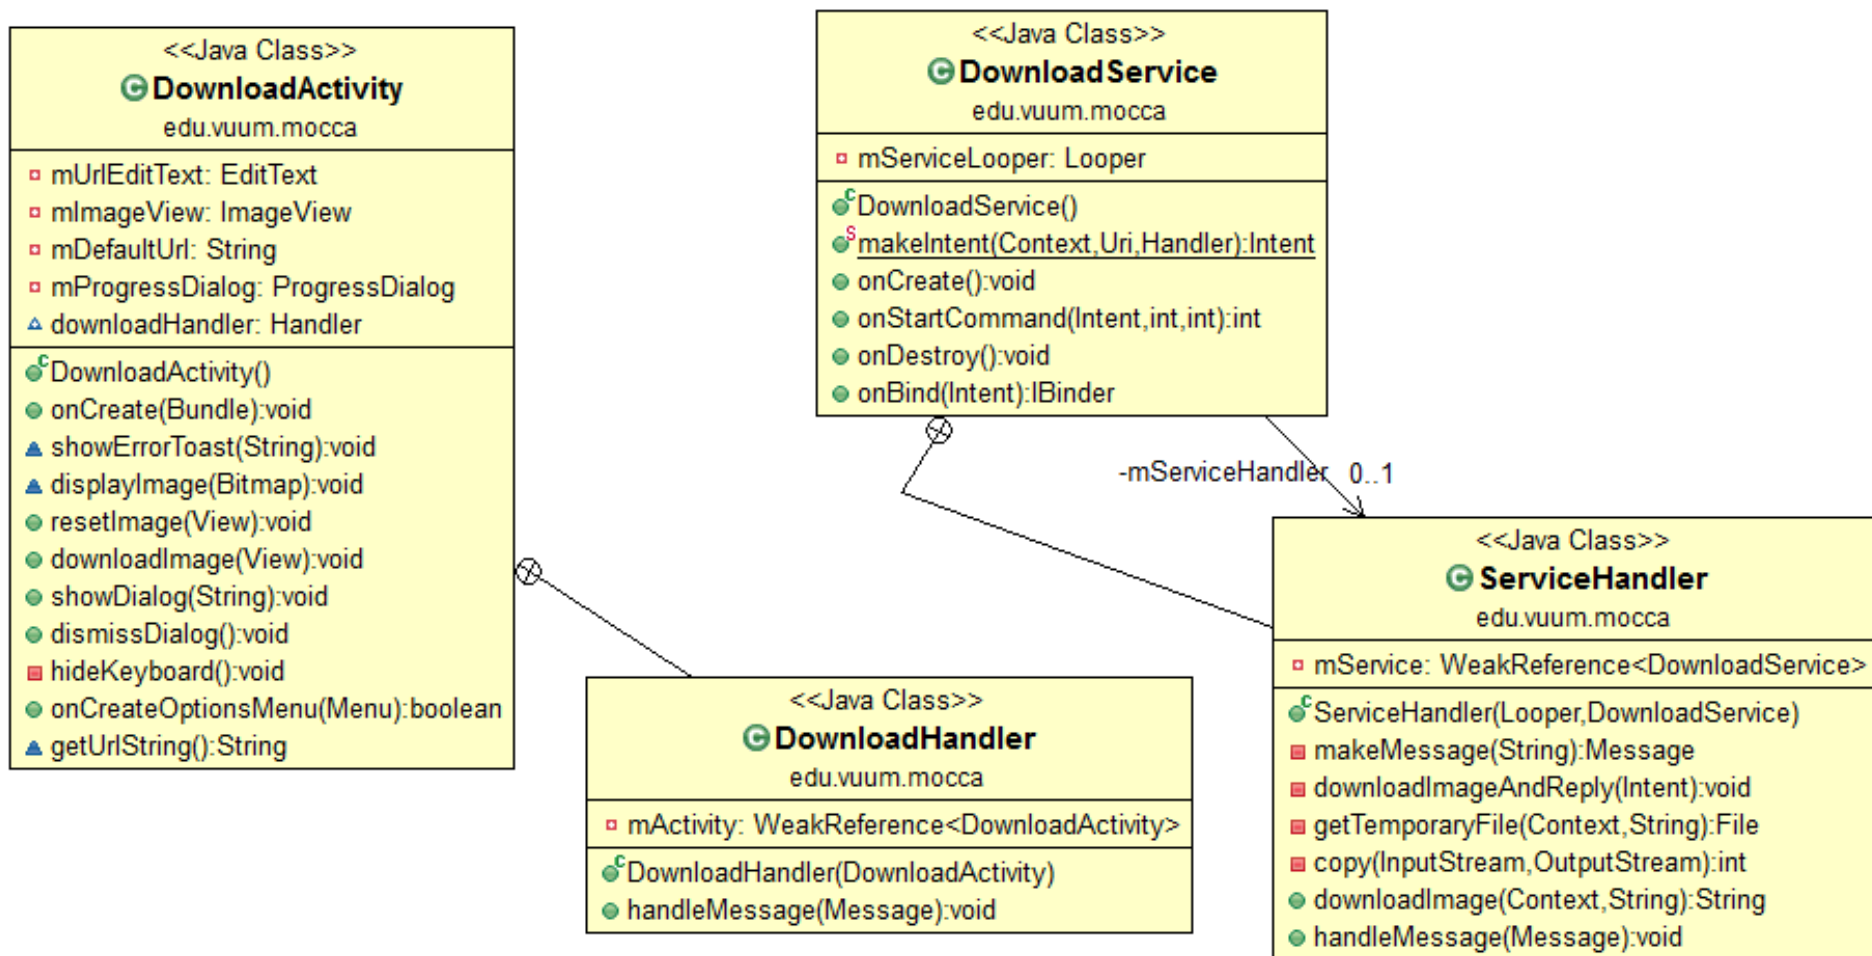 <<Java Class>>
DownloadActivity
edu.vuum.mocca
mUrlEditText: EditText
mImageView: ImageView
mDefaultUrl: String
mProgressDialog: ProgressDialog
downloadHandler: Handler
DownloadActivity()
onCreate(Bundle):void
showErrorToast(String):void
displayImage(Bitmap):void
resetImage(View):void
downloadImage(View):void
showDialog(String):void
dismissDialog():void
hideKeyboard():void
onCreateOptionsMenu(Menu):boolean
getUrlString():String
<<Java Class>>
DownloadService
edu.vuum.mocca
mServiceLooper: Looper
DownloadService()
makeIntent(Context,Uri,Handler):Intent
onCreate():void
onStartCommand(Intent,int,int):int
onDestroy():void
onBind(Intent):IBinder
-mServiceHandler 0..1
<<Java Class>>
DownloadHandler
edu.vuum.mocca
mActivity: WeakReference<DownloadActivity>
DownloadHandler(DownloadActivity)
handleMessage(Message):void
<<Java Class>>
ServiceHandler
edu.vuum.mocca
mService: WeakReference<DownloadService>
ServiceHandler(Looper,DownloadService)
makeMessage(String):Message
downloadImageAndReply(Intent):void
getTemporaryFile(Context,String):File
copy(InputStream,OutputStream):int
downloadImage(Context,String):String
handleMessage(Message):void